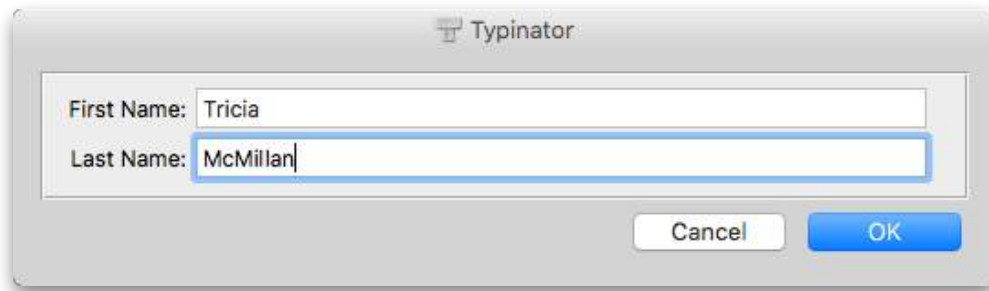 Typinator
First Name: Tricia
Last Name: McMillan
Cancel OK